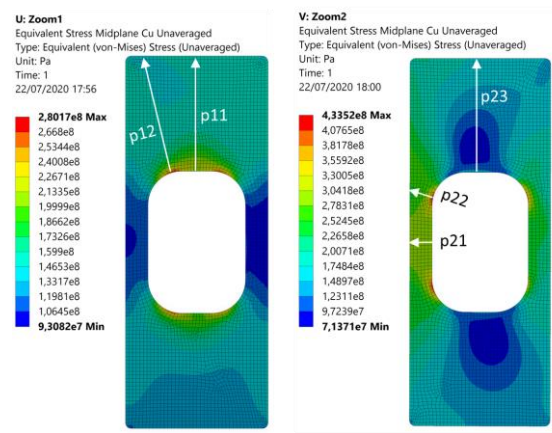 U: Zoom1
Equivalent Stress Midplane Cu Unaveraged
Type: Equivalent (von-Mises) Stress (Unaveraged)
Unit: Pa
Time: 1
22/07/2020 17:56
2,8017e8 Max
2,668e8
2,5344e8
2,4008e8
2,2671e8
2,1335e8
1,9999e8
1,8662e8
1,7326e8
1,599e8
1,4653e8
1,3317e8
1,1981e8
1,0645e8
9,3082e7 Min
p12
p11
V: Zoom2
Equivalent Stress Midplane Cu Unaveraged
Type: Equivalent (von-Mises) Stress (Unaveraged)
Unit: Pa
Time: 1
22/07/2020 18:00
4,3352e8 Max
4,0765e8
3,8178e8
3,5592e8
3,3005e8
3,0418e8
2,7831e8
2,5245e8
2,2658e8
2,0071e8
1,7484e8
1,4897e8
1,2311e8
9,7239e7
7,1371e7 Min
p23
p22
p21